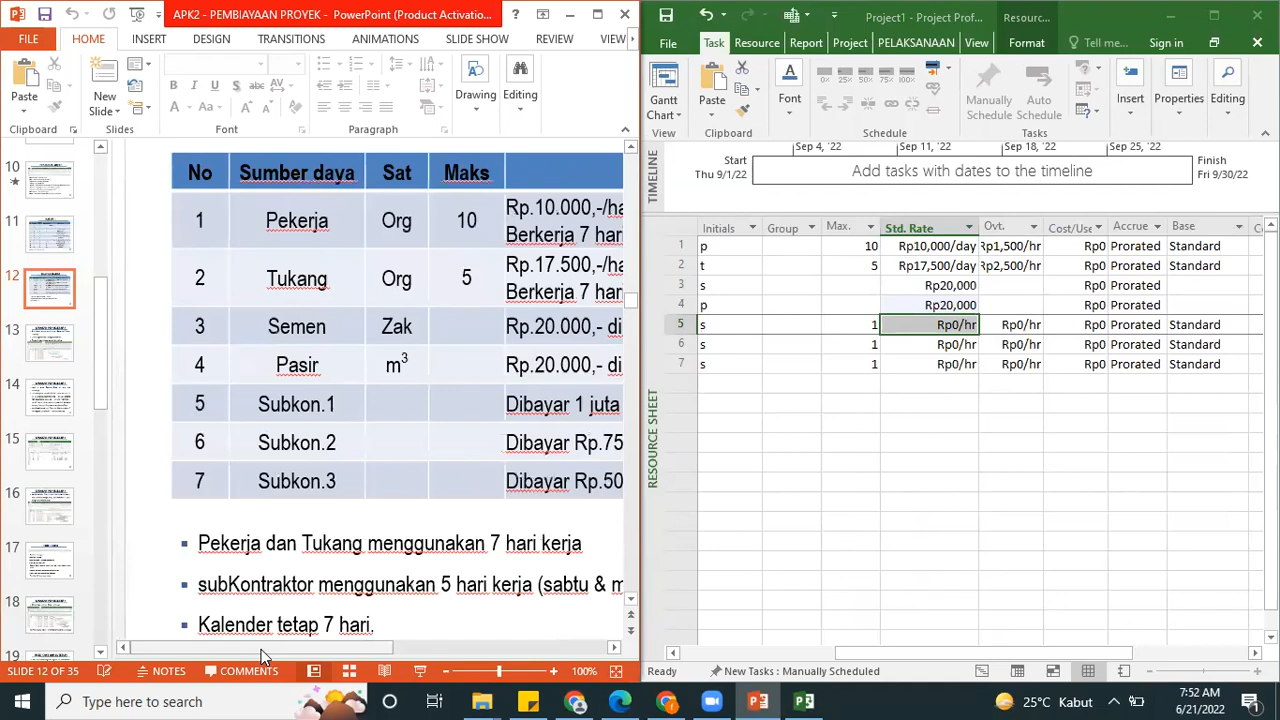 APK2 - PEMBIAYAAN PROYEK - PowerPoint (Product Activatio...
FILE HOME INSERT DESIGN TRANSITIONS ANIMATIONS SLIDE SHOW REVIEW VIEW
Paste
New Slide
Drawing
Editing
Clipboard Slides Font Paragraph
10
11
12
13
14
15
16
17
18
19
No Sumber daya Sat Maks
1 Pekerja Org 10 Rp.10.000,-/ha
Berkerja 7 hari
2 Tukang Org 5 Rp.17.500,-/ha
Berkerja 7 hari
3 Semen Zak Rp.20.000,- di
4 Pasir m3 Rp.20.000,- di
5 Subkon.1 Dibayar 1 juta
6 Subkon.2 Dibayar Rp.75
7 Subkon.3 Dibayar Rp.50
▪ Pekerja dan Tukang menggunakan 7 hari kerja
▪ subKontraktor menggunakan 5 hari kerja (sabtu & m
▪ Kalender tetap 7 hari.
SLIDE 12 OF 35 NOTES COMMENTS 100%
Project1 - Project Prof... Resourc...
File Task Resource Report Project PELAKSANAAN View Format Tell me... Sign in
Gantt Chart
Paste
Font
Manually Schedule
Auto Schedule
Insert
Properties
Editing
View Clipboard Schedule Tasks
TIMELINE
Sep 4, '22 Sep 11, '22 Sep 18, '22 Sep 25, '22
Start
Thu 9/1/22
Add tasks with dates to the timeline
Finish
Fri 9/30/22
RESOURCE SHEET
Initials Group Max. Std. Rate Ovt. Cost/Use Accrue Base
1 p 10 Rp10,000/day Rp1,500/hr Rp0 Prorated Standard
2 t 5 Rp17,500/day Rp2,500/hr Rp0 Prorated Standard
3 s Rp20,000 Prorated
4 p Rp20,000 Prorated
5 s 1 Rp0/hr Rp0/hr Rp0 Prorated Standard
6 s 1 Rp0/hr Rp0/hr Rp0 Prorated Standard
7 s 1 Rp0/hr Rp0/hr Rp0 Prorated Standard
Ready New Tasks : Manually Scheduled
Type here to search
25°C Kabut
7:52 AM
6/21/2022